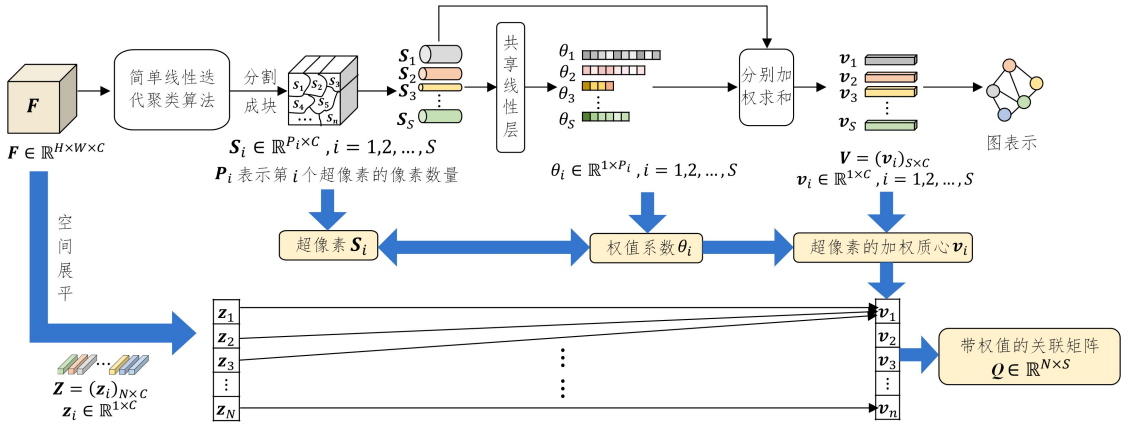 F
F ∈ ℝ^{H×W×C}
简单线性迭
代聚类算法
分割
成块
S_1 S_2 S_3
S_4 S_5
… S_n
S_i ∈ ℝ^{P_i×C} , i = 1,2, …, S
P_i 表示第 i 个超像素的像素数量
S_1
S_2
S_3
⋮
S_S
共享线性层
θ_1
θ_2
θ_3
⋮
θ_S
θ_i ∈ ℝ^{1×P_i} , i = 1,2, …, S
分别加
权求和
v_1
v_2
v_3
⋮
v_S
V = (v_i)_{S×C}
v_i ∈ ℝ^{1×C} , i = 1,2, …, S
图表示
超像素 S_i
权值系数θ_i
超像素的加权质心 v_i
空间展平
…
Z = (z_i)_{N×C}
z_i ∈ ℝ^{1×C}
z_1
z_2
z_3
⋮
z_N
⋮
⋮
v_1
v_2
v_3
⋮
v_n
带权值的关联矩阵
Q ∈ ℝ^{N×S}